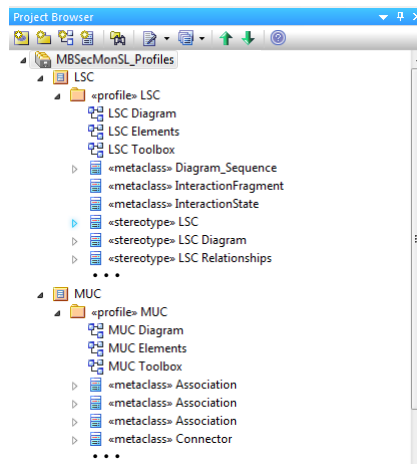 Project Browser
MBSecMonSL_Profiles
LSC
«profile» LSC
LSC Diagram
LSC Elements
LSC Toolbox
«metaclass» Diagram_Sequence
«metaclass» InteractionFragment
«metaclass» InteractionState
«stereotype» LSC
«stereotype» LSC Diagram
«stereotype» LSC Relationships
• • •
MUC
«profile» MUC
MUC Diagram
MUC Elements
MUC Toolbox
«metaclass» Association
«metaclass» Association
«metaclass» Association
«metaclass» Connector
• • •